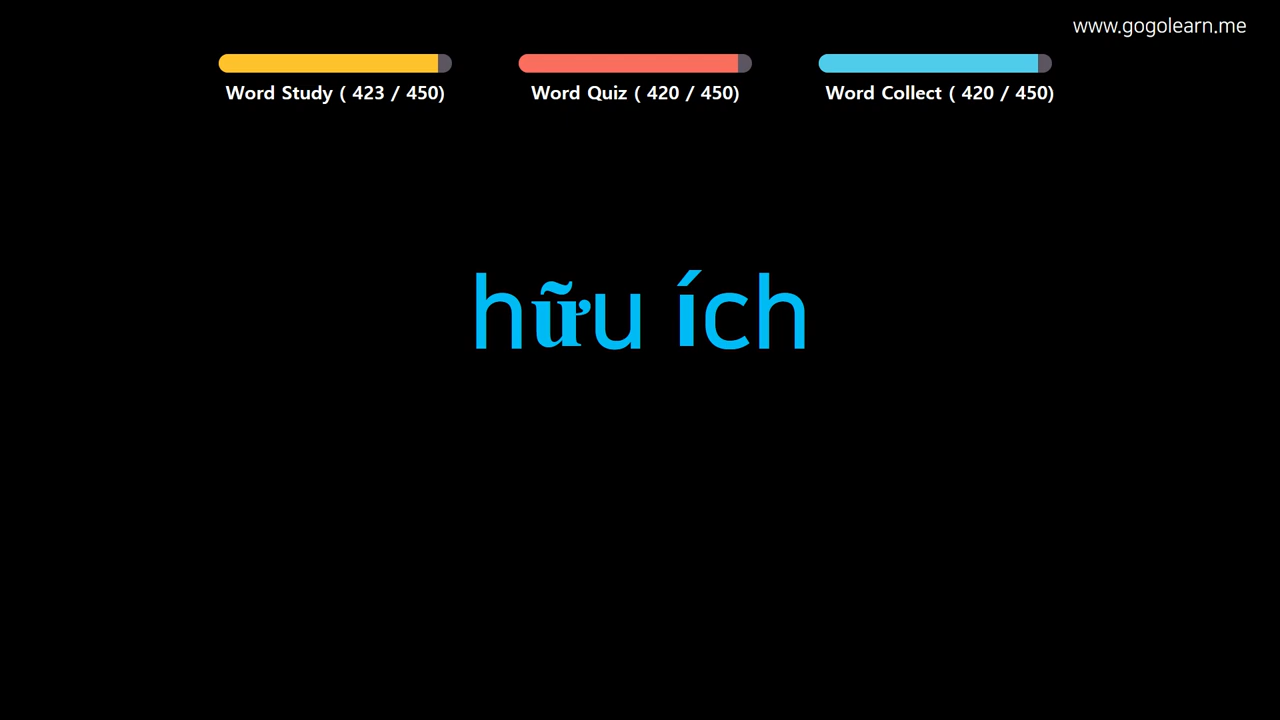 www.gogolearn.me
Word Study ( 423 / 450)
Word Quiz ( 420 / 450)
Word Collect ( 420 / 450)
hữu ích